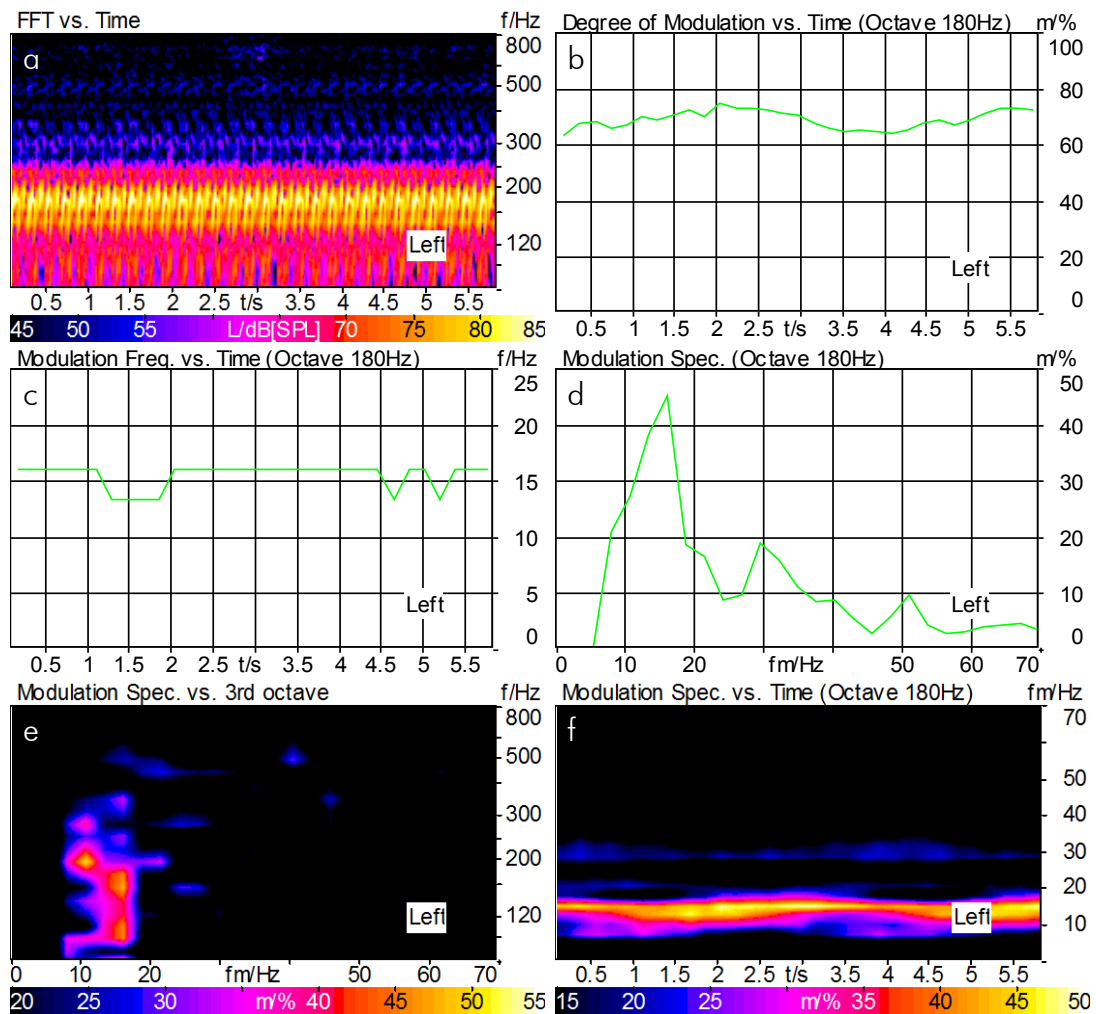 FFT vs. Time f/Hz
a
800
500
300
200
120
Left
0.5 1 1.5 2 2.5 t/s 3.5 4 4.5 5 5.5
45 50 55 L/dB[SPL] 70 75 80 85
Degree of Modulation vs. Time (Octave 180Hz) m/%
b
100
80
60
40
20
0
Left
0.5 1 1.5 2 2.5 t/s 3.5 4 4.5 5 5.5
Modulation Freq. vs. Time (Octave 180Hz) f/Hz
c
25
20
15
10
5
0
Left
0.5 1 1.5 2 2.5 t/s 3.5 4 4.5 5 5.5
Modulation Spec. (Octave 180Hz) m/%
d
50
40
30
20
10
0
Left
0 10 20 fm/Hz 50 60 70
Modulation Spec. vs. 3rd octave f/Hz
e
800
500
300
200
120
Left
0 10 20 fm/Hz 40 50 60 70
20 25 30 m/% 40 45 50 55
Modulation Spec. vs. Time (Octave 180Hz) fm/Hz
f
70
50
40
30
20
10
Left
0.5 1 1.5 2 2.5 t/s 3.5 4 4.5 5 5.5
15 20 25 m/% 35 40 45 50